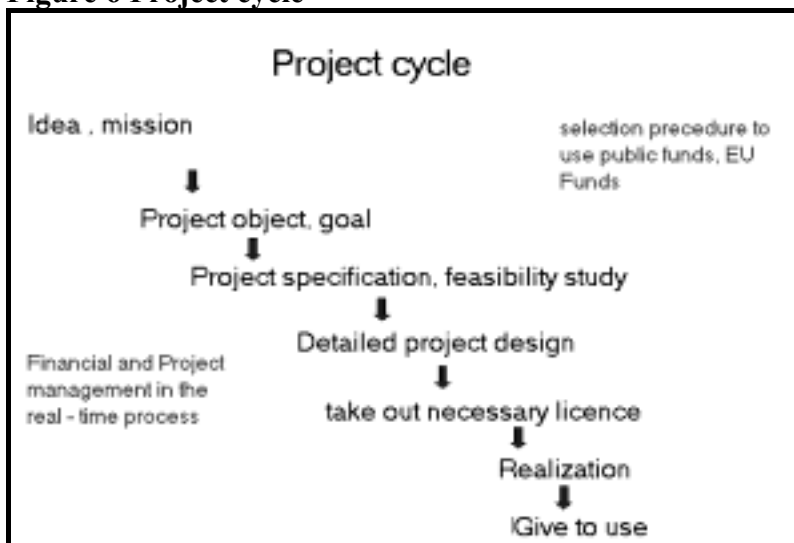 Figure 6 Project cycle
Project cycle
Idea , mission
selection precedure to
use public funds, EU
Funds
Project object, goal
Project specification, feasibility study
Detailed project design
Financial and Project
management in the
real - time process
take out necessary licence
Realization
Give to use